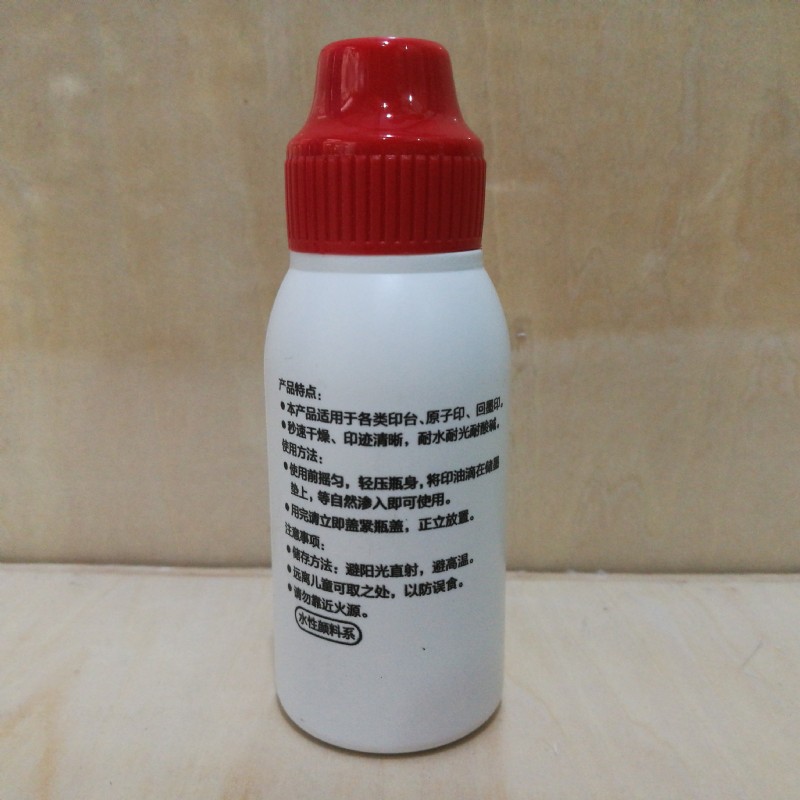 产品特点：
●本产品适用于各类印台、原子印、回墨印。
●秒速干燥、印迹清晰，耐水耐光耐酸碱。
使用方法：
●使用前摇匀，轻压瓶身，将印油滴在储墨
垫上，等自然渗入即可使用。
●用完请立即盖紧瓶盖，正立放置。
注意事项：
●储存方法：避阳光直射，避高温。
●远离儿童可取之处，以防误食。
●请勿靠近火源。
水性颜料系